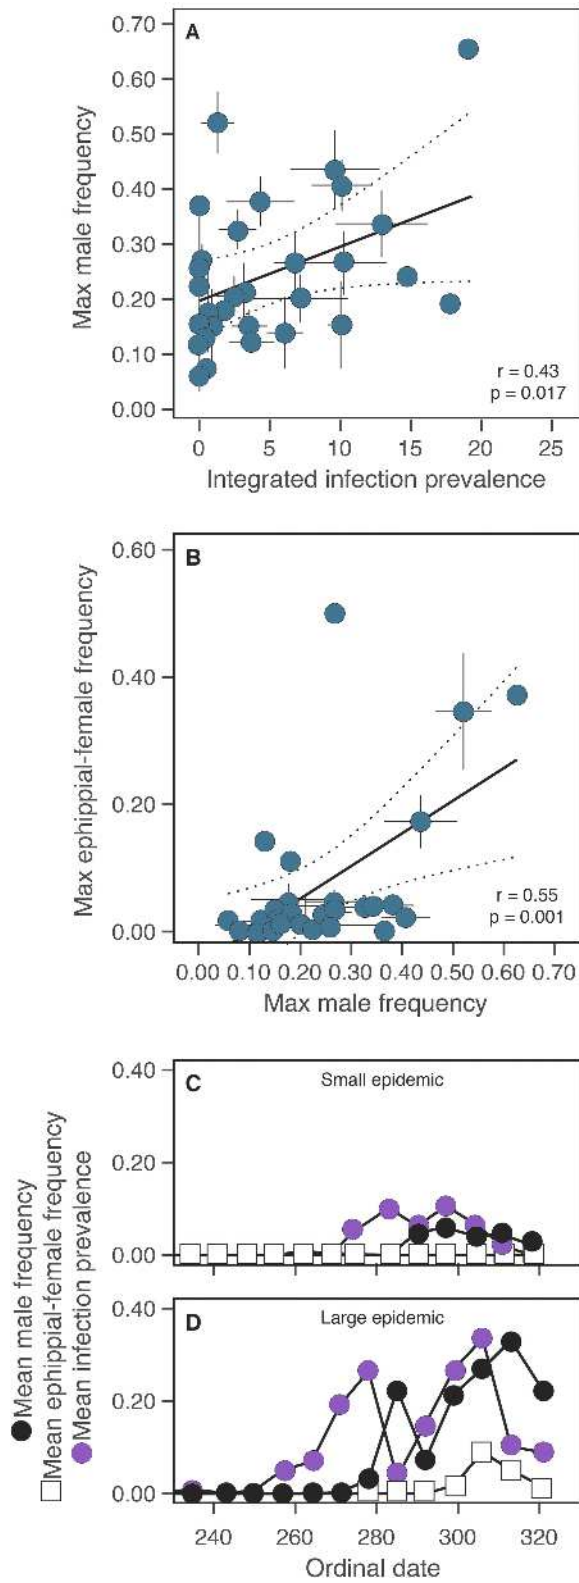 A
0.70
0.60
0.50
0.40
0.30
0.20
0.10
0.00
Max male frequency
r = 0.43
p = 0.017
0 5 10 15 20 25
Integrated infection prevalence
B
0.60
0.40
0.20
0.00
Max ephippial-female frequency
r = 0.55
p = 0.001
0.00 0.10 0.20 0.30 0.40 0.50 0.60 0.70
Max male frequency
C
Small epidemic
0.40
0.20
0.00
D
Large epidemic
0.40
0.20
0.00
Mean male frequency
Mean ephippial-female frequency
Mean infection prevalence
240 260 280 300 320
Ordinal date